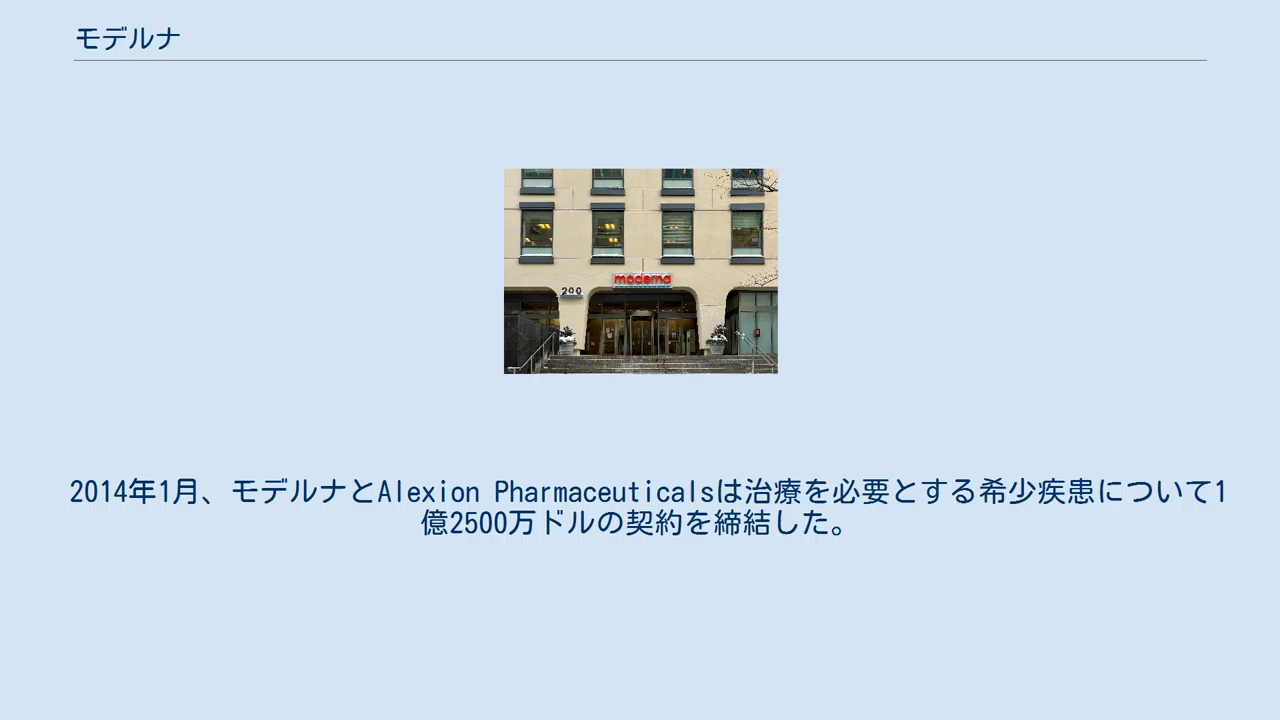 モデルナ
moderna
200
2014年1月、モデルナとAlexion Pharmaceuticalsは治療を必要とする希少疾患について1
億2500万ドルの契約を締結した。